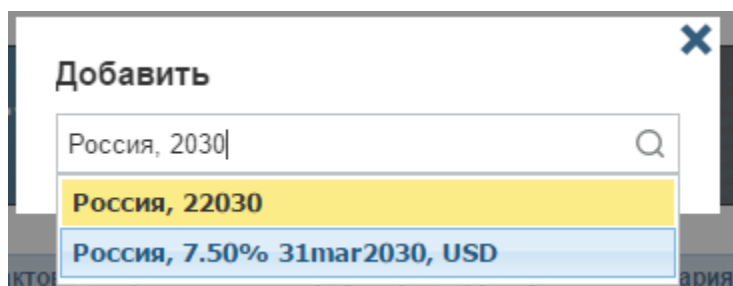 Добавить
Россия, 2030
Россия, 22030
Россия, 7.50% 31mar2030, USD